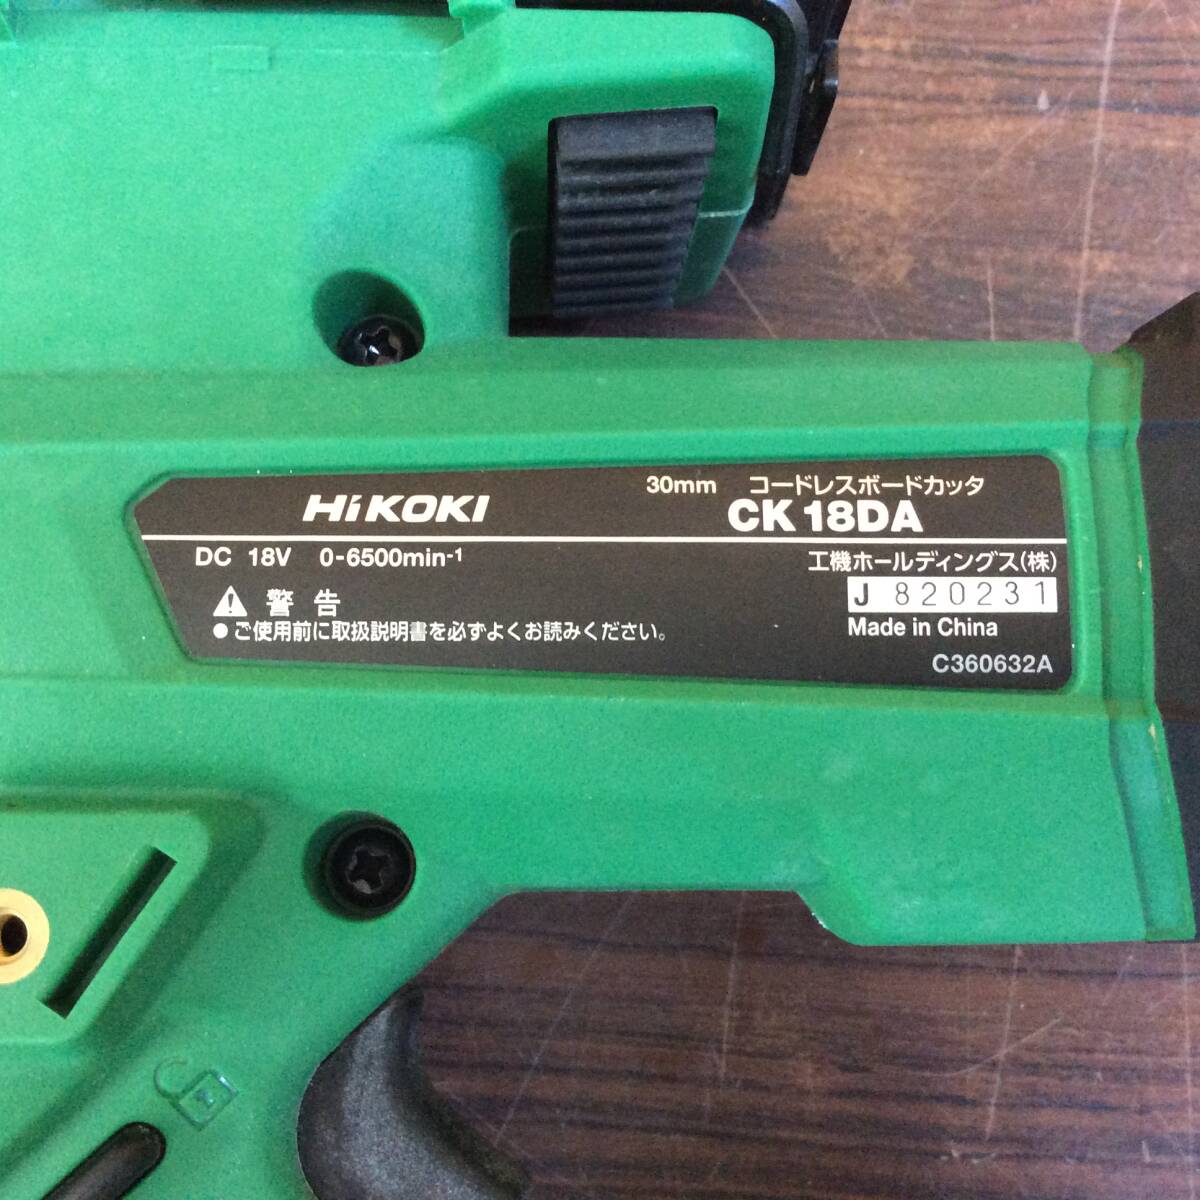 HiKOKI
30mm コードレスボードカッタ
CK 18DA
DC 18V 0-6500min-1
工機ホールディングス(株)
J 820231
警告
●ご使用前に取扱説明書を必ずよくお読みください。
Made in China
C360632A